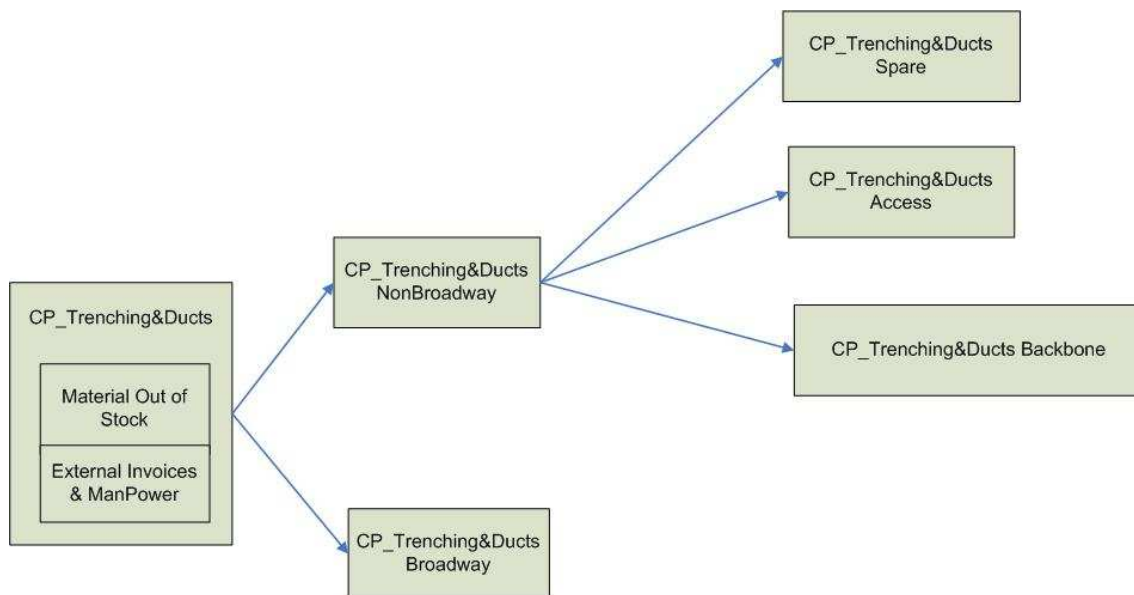 CP_Trenching&Ducts
Spare
CP_Trenching&Ducts
Access
CP_Trenching&Ducts
NonBroadway
CP_Trenching&Ducts
Material Out of
Stock
External Invoices
& ManPower
CP_Trenching&Ducts Backbone
CP_Trenching&Ducts
Broadway